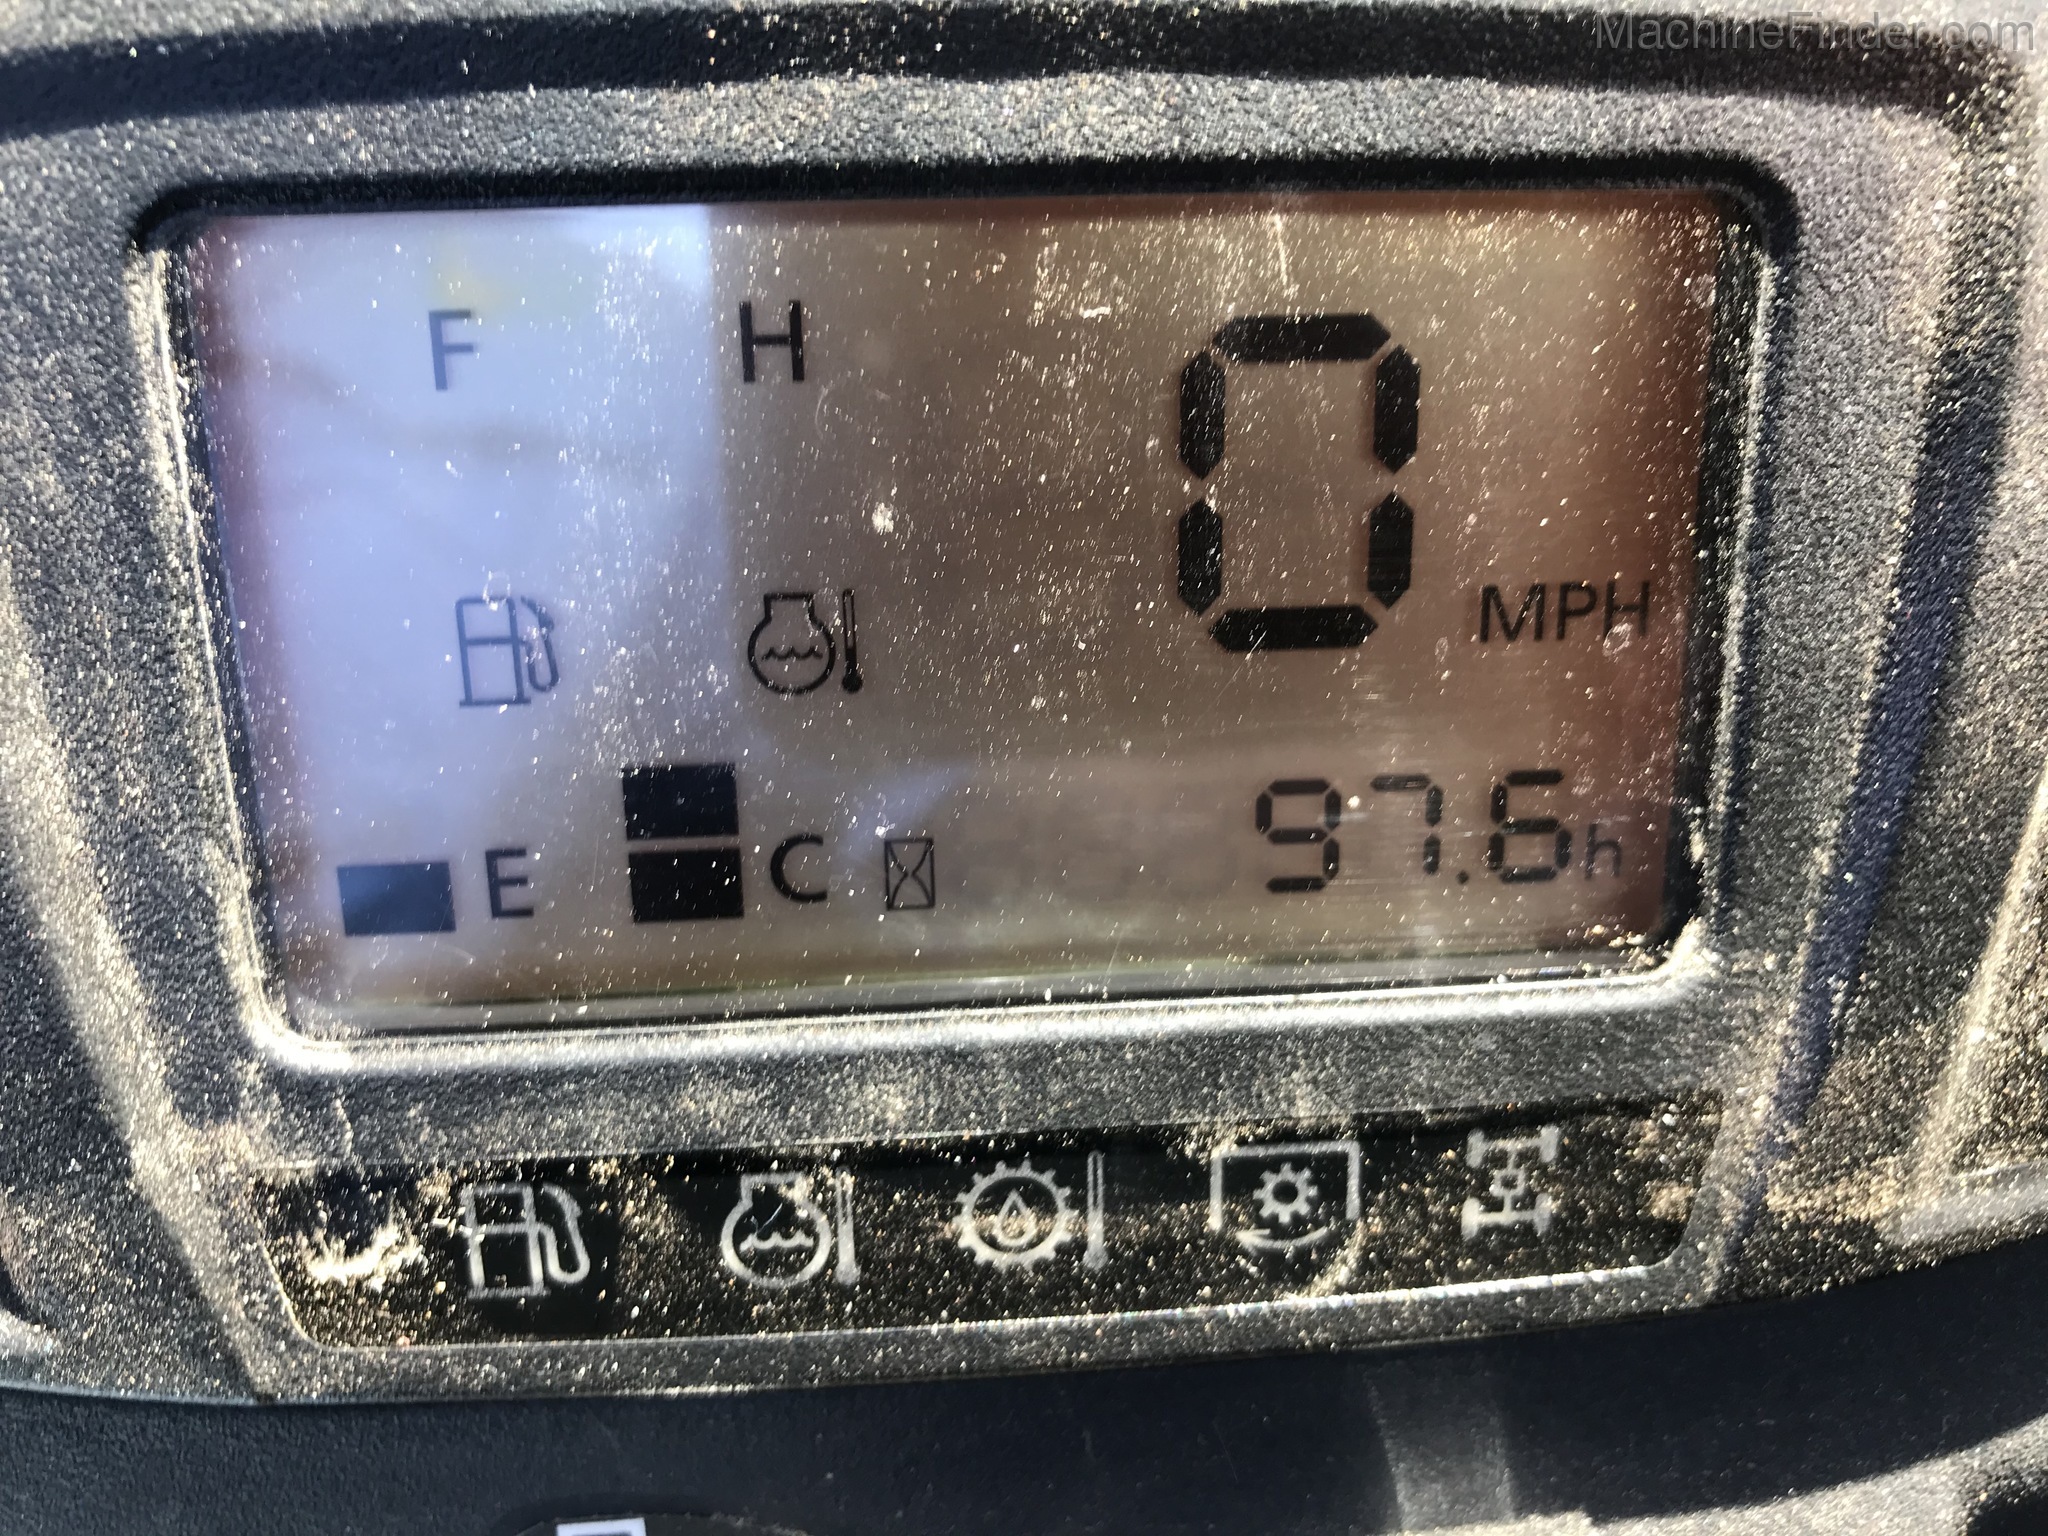 MachineFinder.com
F H
0 MPH
E C 97.6h